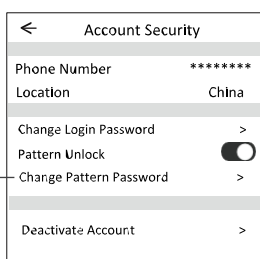 ← Account Security
Phone Number ********
Location China
Change Login Password >
Pattern Unlock
Change Pattern Password >
Deactivate Account >